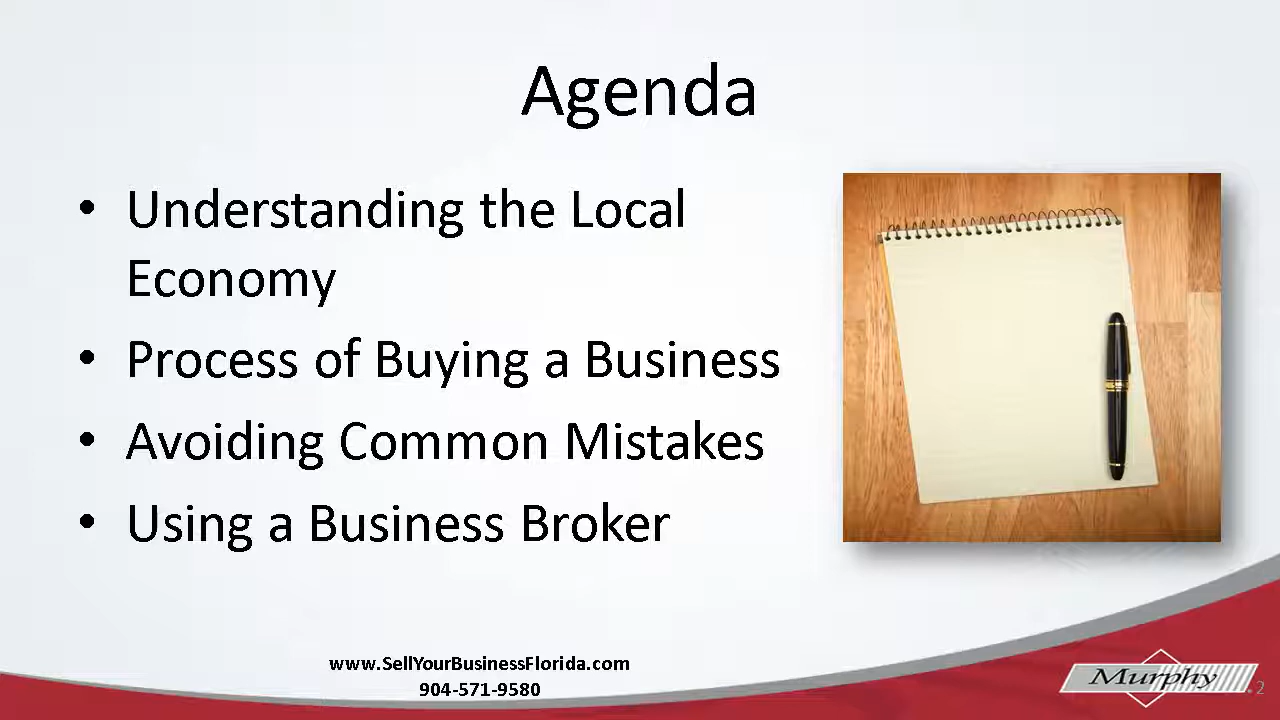 Agenda
• Understanding the Local
Economy
• Process of Buying a Business
• Avoiding Common Mistakes
• Using a Business Broker
www.SellYourBusinessFlorida.com
904-571-9580
Murphy
2